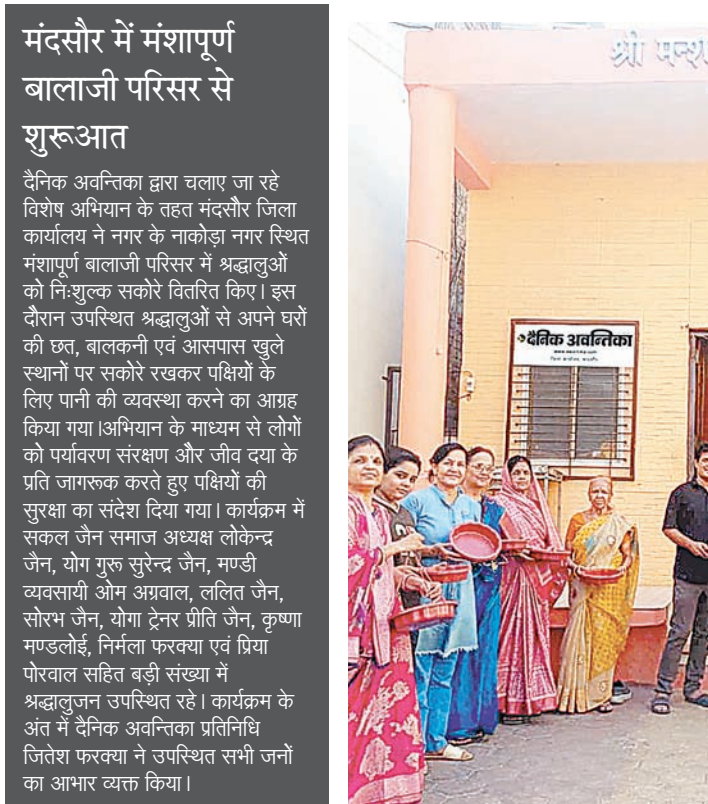 मंदसौर में मंशापूर्ण
बालाजी परिसर से
शुरूआत
दैनिक अवन्तिका द्वारा चलाए जा रहे
विशेष अभियान के तहत मंदसौर जिला
कार्यालय ने नगर के नाकोड़ा नगर स्थित
मंशापूर्ण बालाजी परिसर में श्रद्धालुओं
को निःशुल्क सकोरे वितरित किए। इस
दौरान उपस्थित श्रद्धालुओं से अपने घरों
की छत, बालकनी एवं आसपास खुले
स्थानों पर सकोरे रखकर पक्षियों के
लिए पानी की व्यवस्था करने का आग्रह
किया गया।अभियान के माध्यम से लोगों
को पर्यावरण संरक्षण और जीव दया के
प्रति जागरूक करते हुए पक्षियों की
सुरक्षा का संदेश दिया गया। कार्यक्रम में
सकल जैन समाज अध्यक्ष लोकेन्द्र
जैन, योग गुरू सुरेन्द्र जैन, मण्डी
व्यवसायी ओम अग्रवाल, ललित जैन,
सोरभ जैन, योगा ट्रेनर प्रीति जैन, कृष्णा
मण्डलोई, निर्मला फरक्या एवं प्रिया
पोरवाल सहित बड़ी संख्या में
श्रद्धालुजन उपस्थित रहे। कार्यक्रम के
अंत में दैनिक अवन्तिका प्रतिनिधि
जितेश फरक्या ने उपस्थित सभी जनों
का आभार व्यक्त किया।
श्री मन्श
दैनिक अवन्तिका